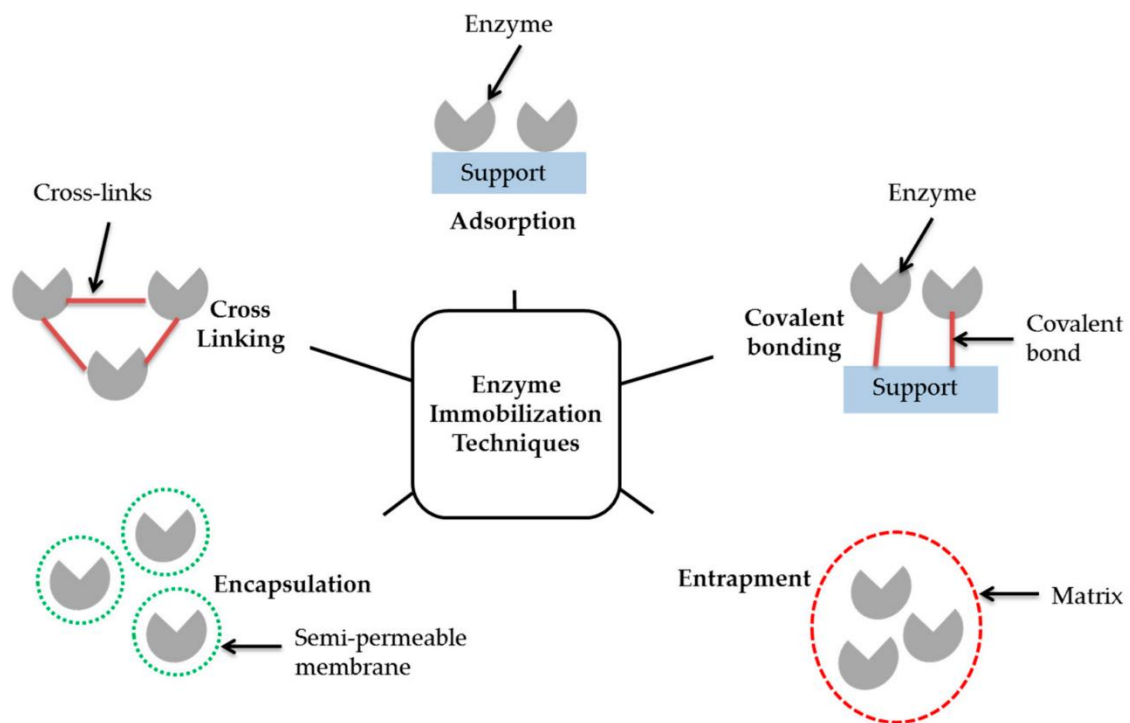 Enzyme
Support
Adsorption
Cross-links
Cross
Linking
Enzyme
Covalent
bonding
Covalent
bond
Support
Enzyme
Immobilization
Techniques
Encapsulation
Semi-permeable
membrane
Entrapment
Matrix